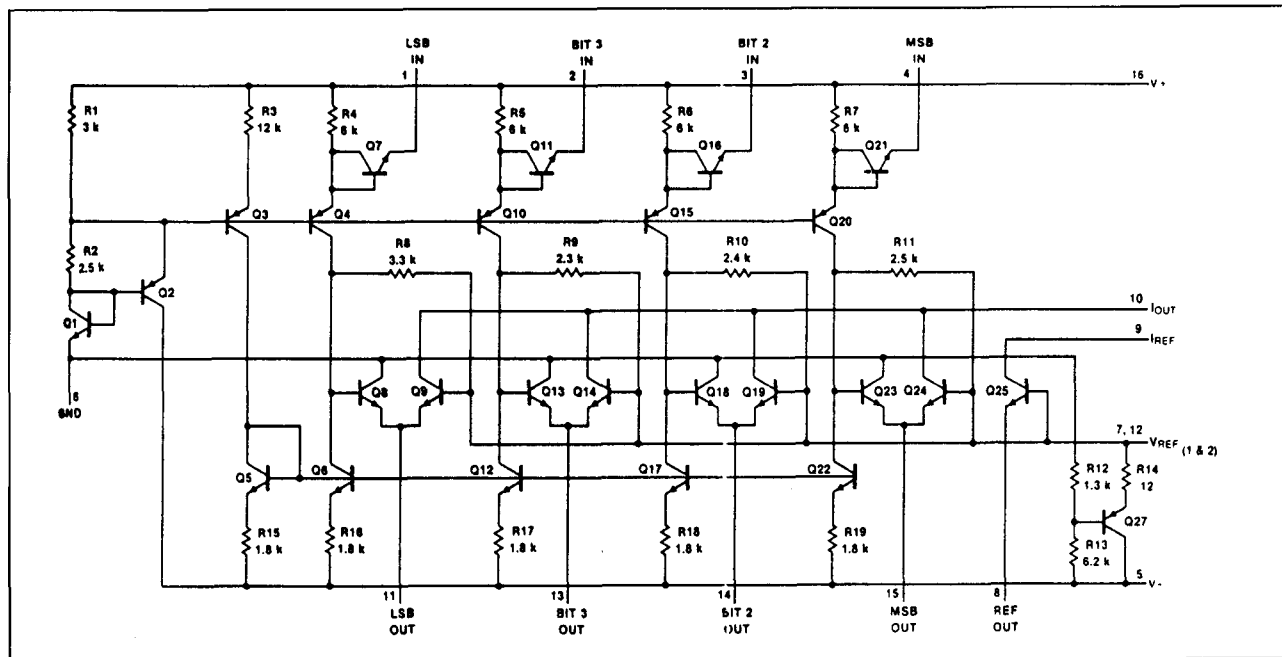 LSB IN
1
BIT 3 IN
2
BIT 2 IN
3
MSB IN
4
16 V+
R1 3 k
R3 12 k
R4 6 k
R5 6 k
R6 6 k
R7 6 k
Q7
Q11
Q16
Q21
Q3
Q4
Q10
Q15
Q20
R2 2.5 k
Q2
R8 3.3 k
R9 2.3 k
R10 2.4 k
R11 2.5 k
Q1
10 IOUT
9 IREF
6 GND
Q8
Q9
Q13
Q14
Q18
Q19
Q23
Q24
Q25
7, 12 VREF (1 & 2)
Q5
Q6
Q12
Q17
Q22
R12 1.3 k
R14 12
Q27
R15 1.8 k
R16 1.8 k
R17 1.8 k
R18 1.8 k
R19 1.8 k
R13 6.2 k
5 V-
11
LSB OUT
13
BIT 3 OUT
14
BIT 2 OUT
15
MSB OUT
8
REF OUT